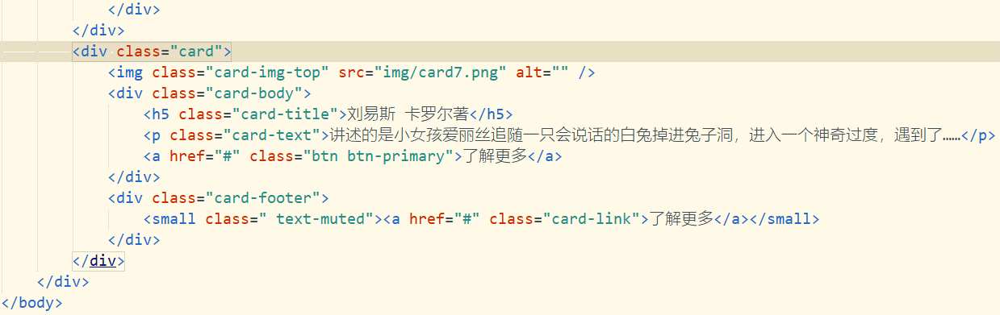 </div>
</div>
<div class="card">
<img class="card-img-top" src="img/card7.png" alt="" />
<div class="card-body">
<h5 class="card-title">刘易斯 卡罗尔著</h5>
<p class="card-text">讲述的是小女孩爱丽丝追随一只会说话的白兔掉进兔子洞，进入一个神奇过度，遇到了……</p>
<a href="#" class="btn btn-primary">了解更多</a>
</div>
<div class="card-footer">
<small class=" text-muted"><a href="#" class="card-link">了解更多</a></small>
</div>
</div>
</div>
</body>